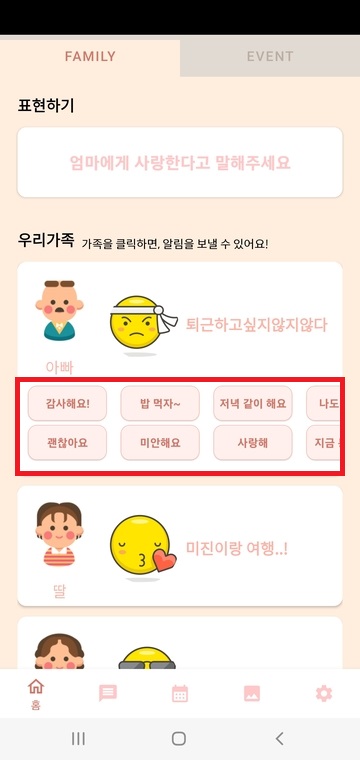 FAMILY
EVENT
표현하기
엄마에게 사랑한다고 말해주세요
우리가족 가족을 클릭하면, 알림을 보낼 수 있어요!
퇴근하고싶지않지않다
아빠
감사해요! 밥 먹자~ 저녁 같이 해요 나도
괜찮아요 미안해요 사랑해 지금
미진이랑 여행..!
딸
홈